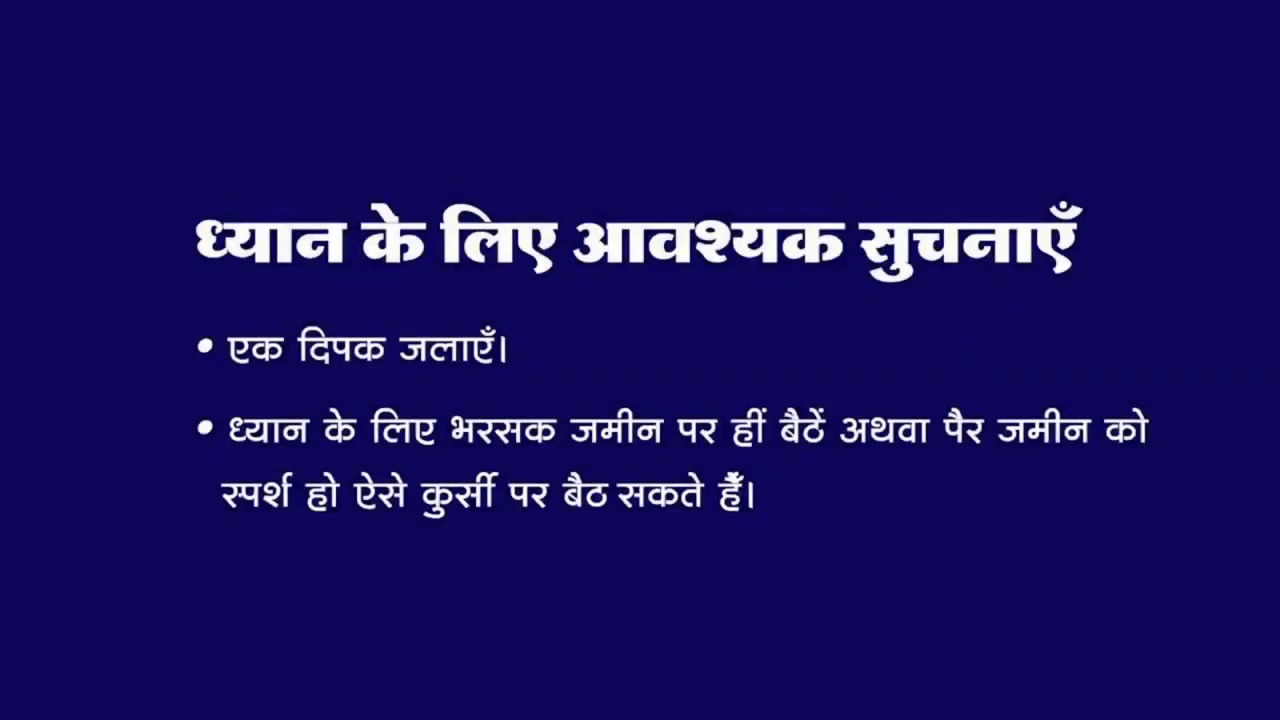 ध्यान के लिए आवश्यक सुचनाएँ
• एक दिपक जलाएँ।
• ध्यान के लिए भरसक जमीन पर हीं बैठें अथवा पैर जमीन को
स्पर्श हो ऐसे कुर्सी पर बैठ सकते हैं।